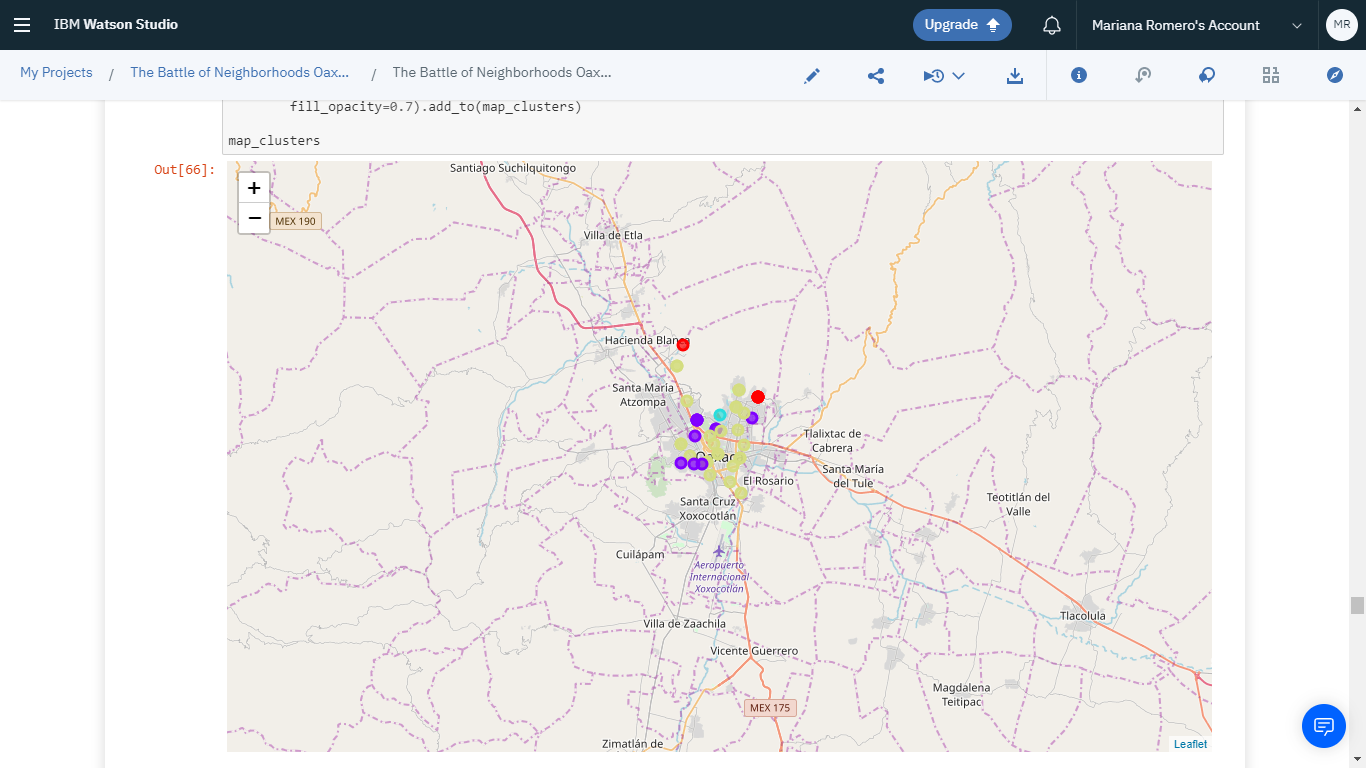 IBM Watson Studio
Upgrade
Mariana Romero's Account
MR
My Projects / The Battle of Neighborhoods Oax... / The Battle of Neighborhoods Oax...
fill_opacity=0.7).add_to(map_clusters)
map_clusters
Out[66]:
+
−
MEX 190
Santiago Suchilquitongo
Villa de Etla
Hacienda Blanca
Santa María
Atzompa
Tlalixtac de
Cabrera
Oaxac
Santa María
del Tule
El Rosario
Teotitlán del
Valle
Santa Cruz
Xoxocotlán
Cuilápam
Aeropuerto
Internacional
Xoxocotlán
Tlacolula
Villa de Zaachila
Vicente Guerrero
Magdalena
Teitipac
MEX 175
Zimatlán de
Leaflet